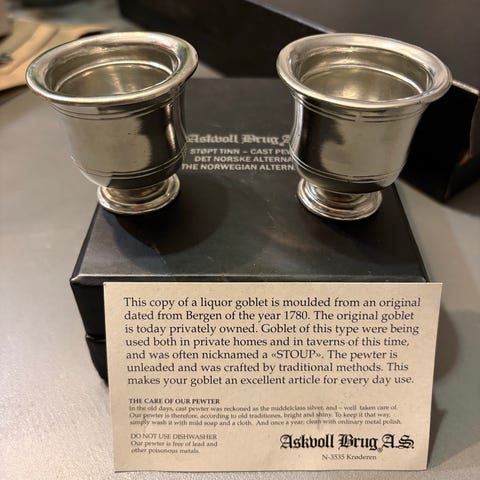 Askvoll Brug A.S.
STØPT TINN – CAST PEW
DET NORSKE ALTERNA
THE NORWEGIAN ALTERN
This copy of a liquor goblet is moulded from an original
dated from Bergen of the year 1780. The original goblet
is today privately owned. Goblet of this type were being
used both in private homes and in taverns of this time,
and was often nicknamed a «STOUP». The pewter is
unleaded and was crafted by traditional methods. This
makes your goblet an excellent article for every day use.
THE CARE OF OUR PEWTER
In the old days, cast pewter was reckoned as the middelclass silver, and – well taken care of.
Our pewter is therefore, according to old traditiones, bright and shiny. To keep it that way,
simply wash it with mild soap and a cloth. And once a year; clean with ordinary metal polish.
DO NOT USE DISHWASHER
Our pewter is free of lead and
other poisonous metals.
Askvoll Brug A.S.
N-3535 Krøderen